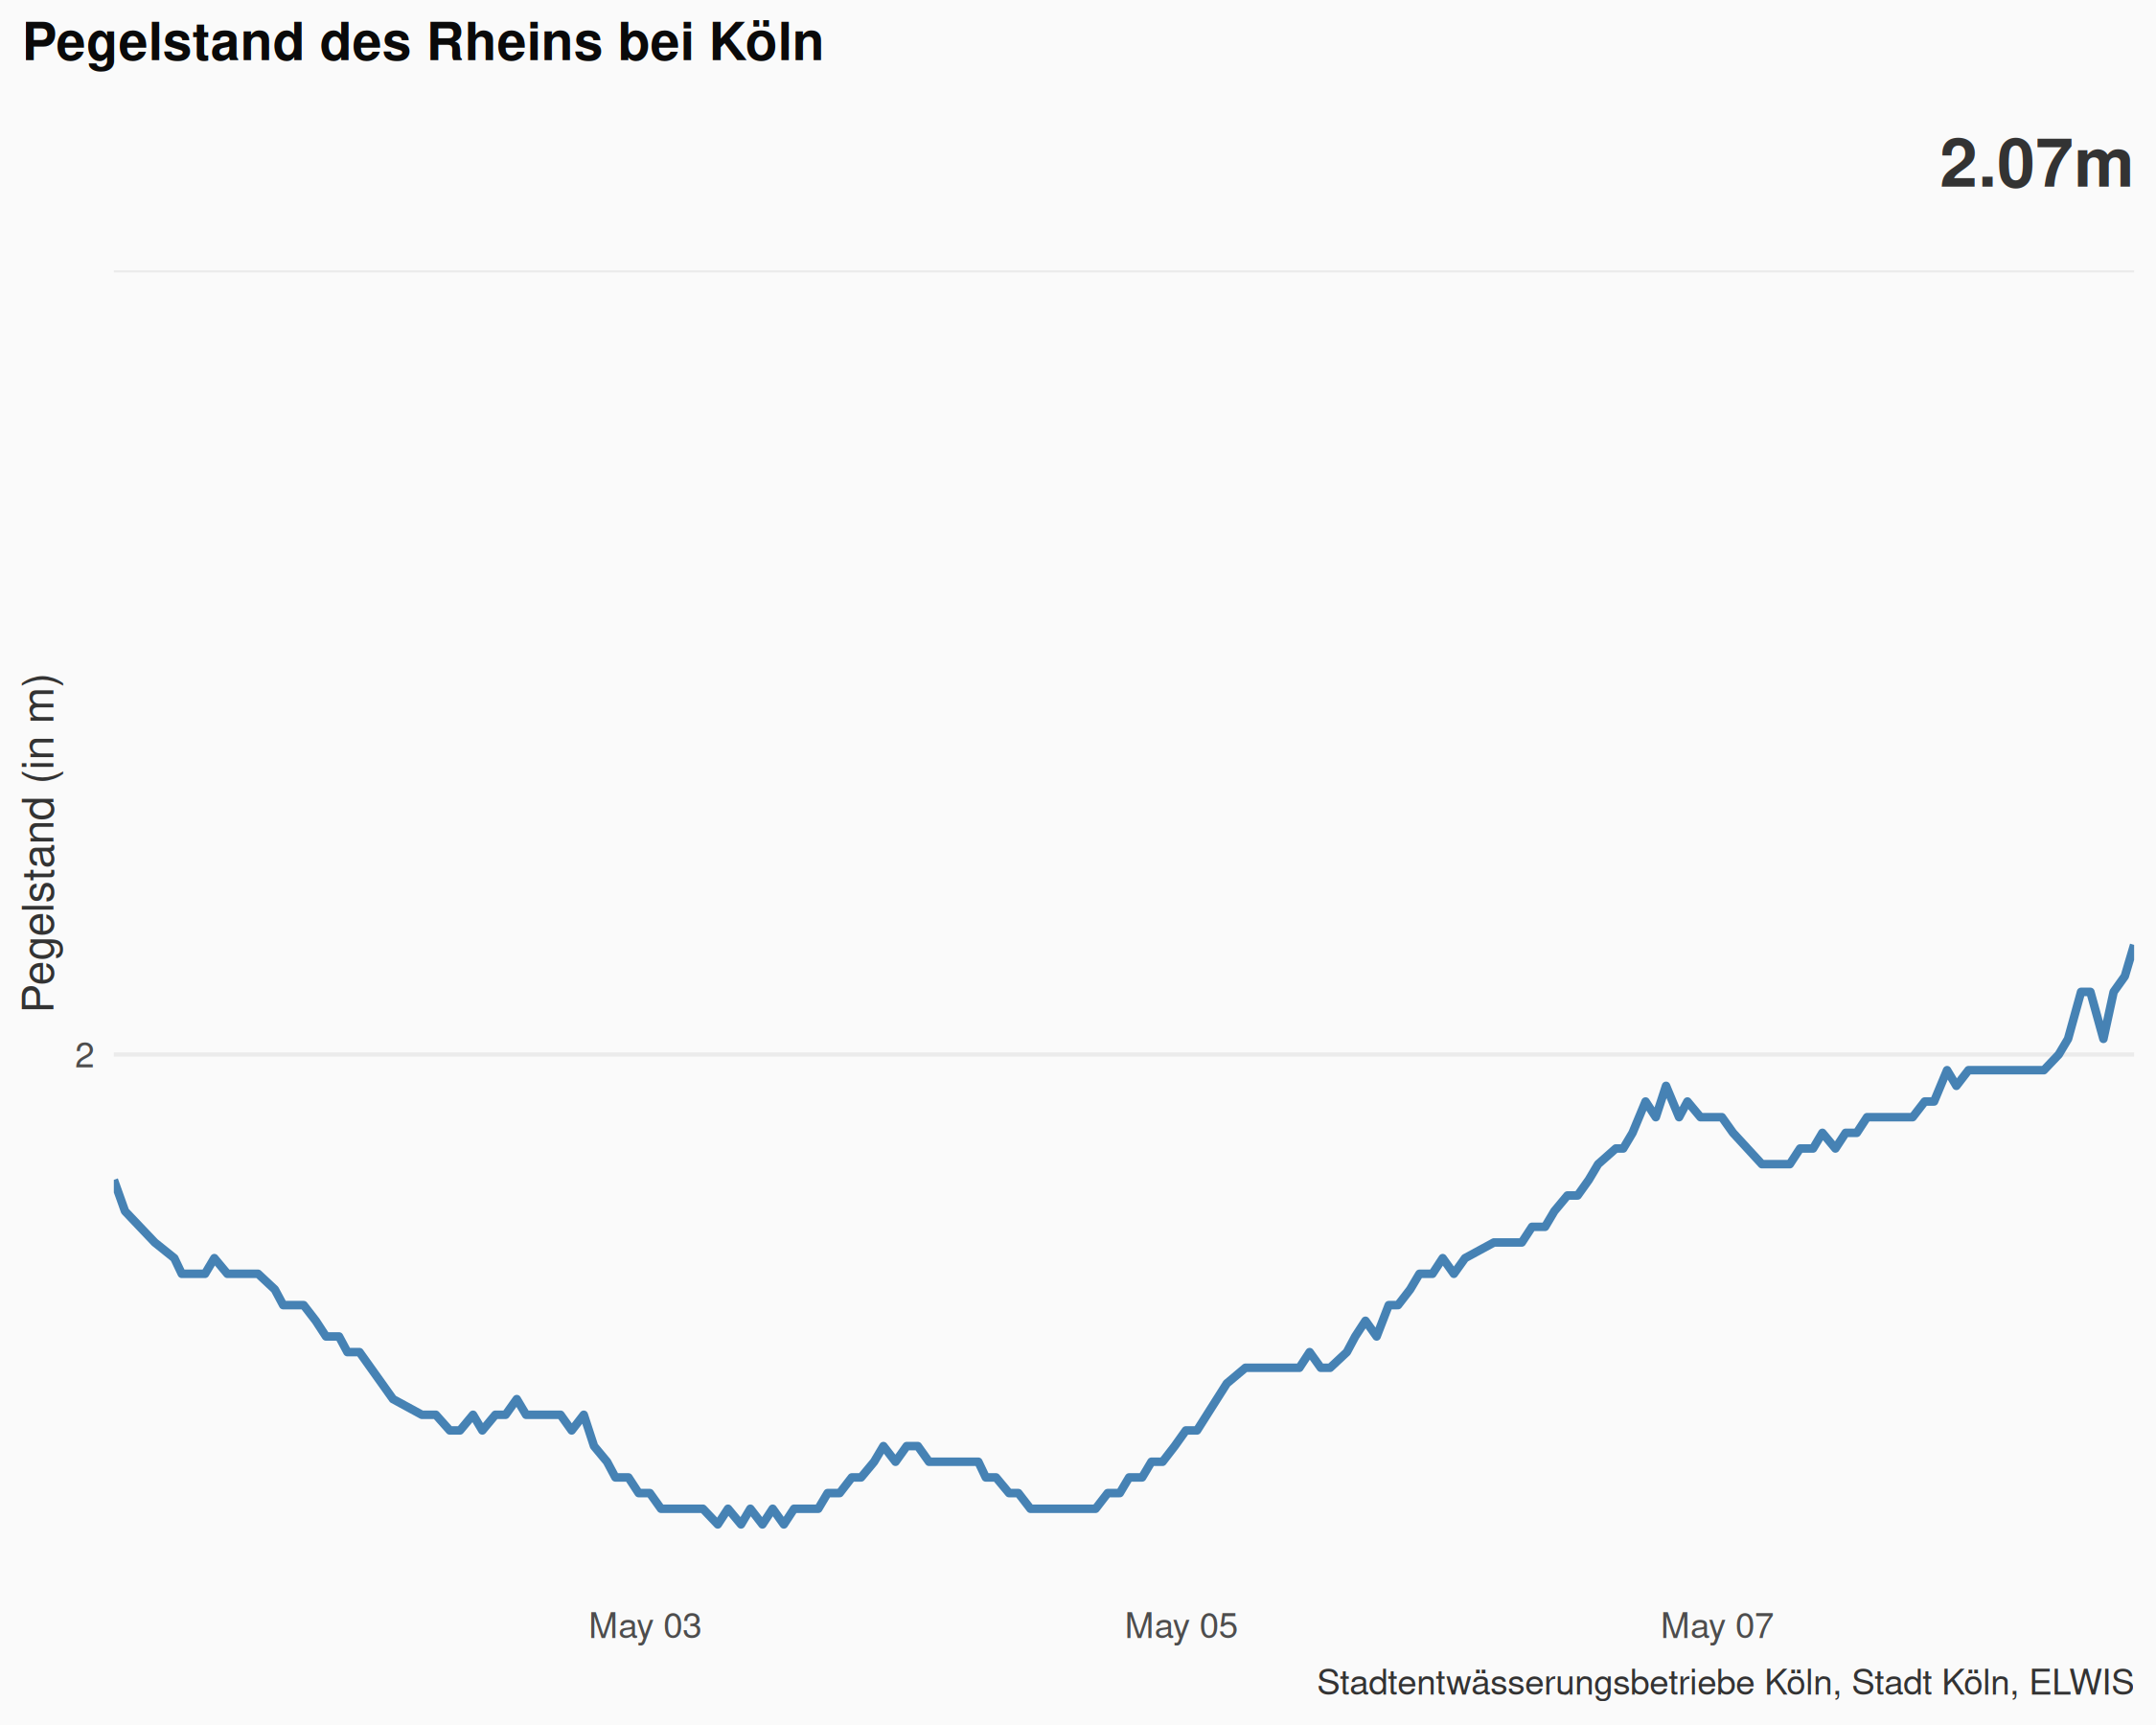 Pegelstand des Rheins bei Köln
2.07m
Pegelstand (in m)
2
May 03
May 05
May 07
Stadtentwässerungsbetriebe Köln, Stadt Köln, ELWIS